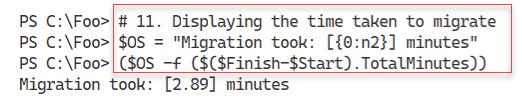 PS C:\Foo> # 11. Displaying the time taken to migrate
PS C:\Foo> $OS = "Migration took: [{0:n2}] minutes"
PS C:\Foo> ($OS -f ($($Finish-$Start).TotalMinutes))
Migration took: [2.89] minutes